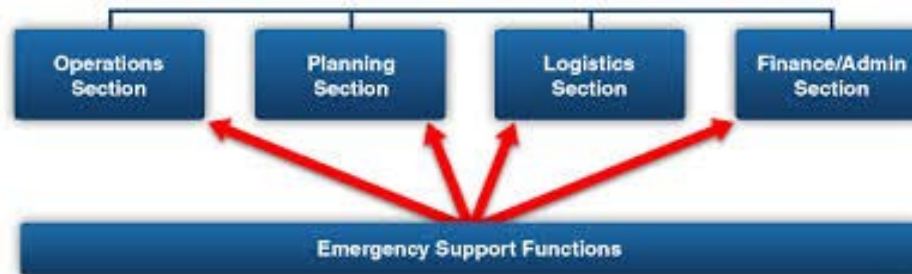 Operations
Section
Planning
Section
Logistics
Section
Finance/Admin
Section
Emergency Support Functions